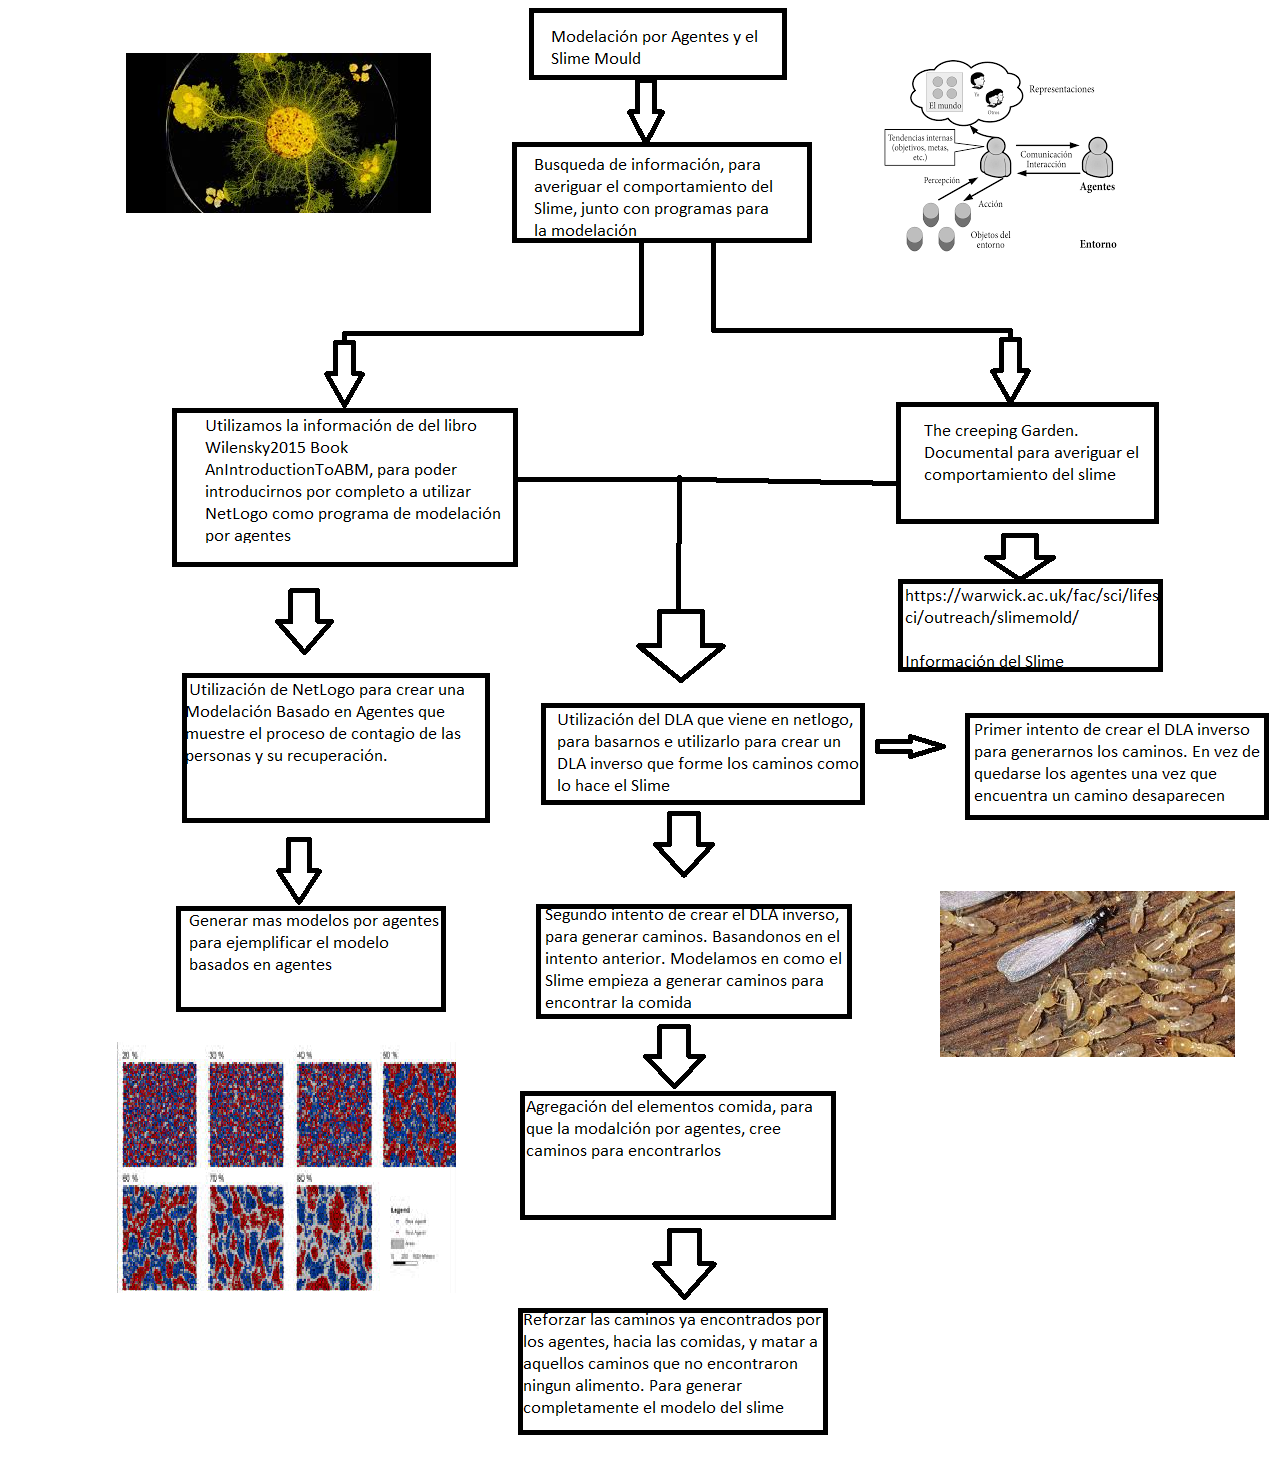 Modelación por Agentes y el
Slime Mould
El mundo
Yo
Otros
Representaciones
Tendencias internas
(objetivos, metas,
etc.)
Comunicación
Interacción
Percepción
Agentes
Acción
Objetos del
entorno
Entorno
Busqueda de información, para
averiguar el comportamiento del
Slime, junto con programas para
la modelación
Utilizamos la información de del libro
Wilensky2015 Book
AnIntroductionToABM, para poder
introducirnos por completo a utilizar
NetLogo como programa de modelación
por agentes
The creeping Garden.
Documental para averiguar el
comportamiento del slime
https://warwick.ac.uk/fac/sci/lifes
ci/outreach/slimemold/
Información del Slime
Utilización de NetLogo para crear una
Modelación Basado en Agentes que
muestre el proceso de contagio de las
personas y su recuperación.
Utilización del DLA que viene en netlogo,
para basarnos e utilizarlo para crear un
DLA inverso que forme los caminos como
lo hace el Slime
Primer intento de crear el DLA inverso
para generarnos los caminos. En vez de
quedarse los agentes una vez que
encuentra un camino desaparecen
Generar mas modelos por agentes
para ejemplificar el modelo
basados en agentes
Segundo intento de crear el DLA inverso,
para generar caminos. Basandonos en el
intento anterior. Modelamos en como el
Slime empieza a generar caminos para
encontrar la comida
20 %
30 %
40 %
70 %
80 %
Legend
Agregación del elementos comida, para
que la modalción por agentes, cree
caminos para encontrarlos
Reforzar las caminos ya encontrados por
los agentes, hacia las comidas, y matar a
aquellos caminos que no encontraron
ningun alimento. Para generar
completamente el modelo del slime